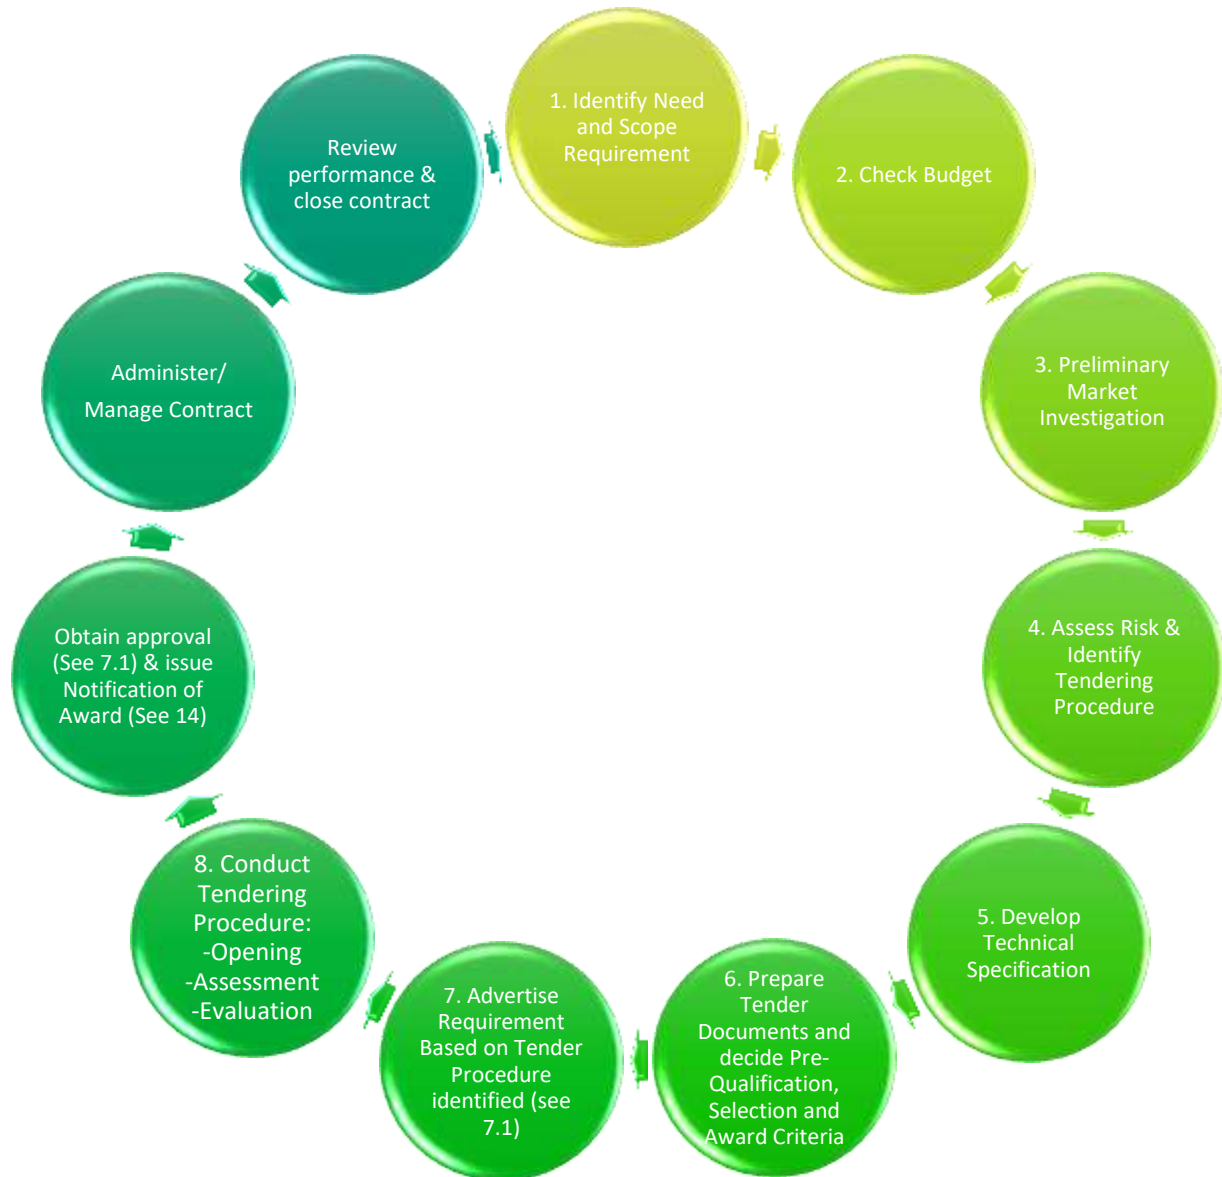 1. Identify Need
and Scope
Requirement
2. Check Budget
3. Preliminary
Market
Investigation
4. Assess Risk &
Identify
Tendering
Procedure
5. Develop
Technical
Specification
6. Prepare
Tender
Documents and
decide Pre-
Qualification,
Selection and
Award Criteria
7. Advertise
Requirement
Based on Tender
Procedure
identified (see
7.1)
8. Conduct
Tendering
Procedure:
-Opening
-Assessment
-Evaluation
Obtain approval
(See 7.1) & issue
Notification of
Award (See 14)
Administer/
Manage Contract
Review
performance &
close contract